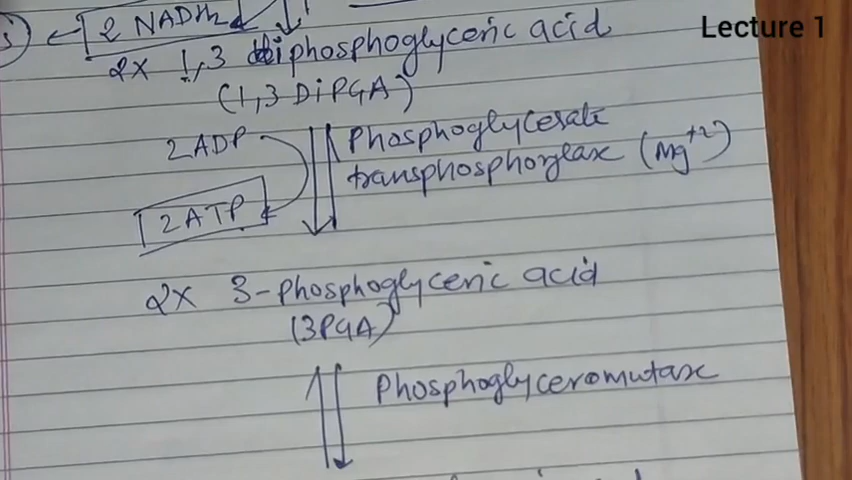 Lecture 1
2 NADH2
2x 1,3 diphosphoglyceric acid
(1,3 DiPGA)
2ADP
Phosphoglycerate
transphosphorylase (Mg+2)
2ATP
2x 3-phosphoglyceric acid
(3PGA)
Phosphoglyceromutase